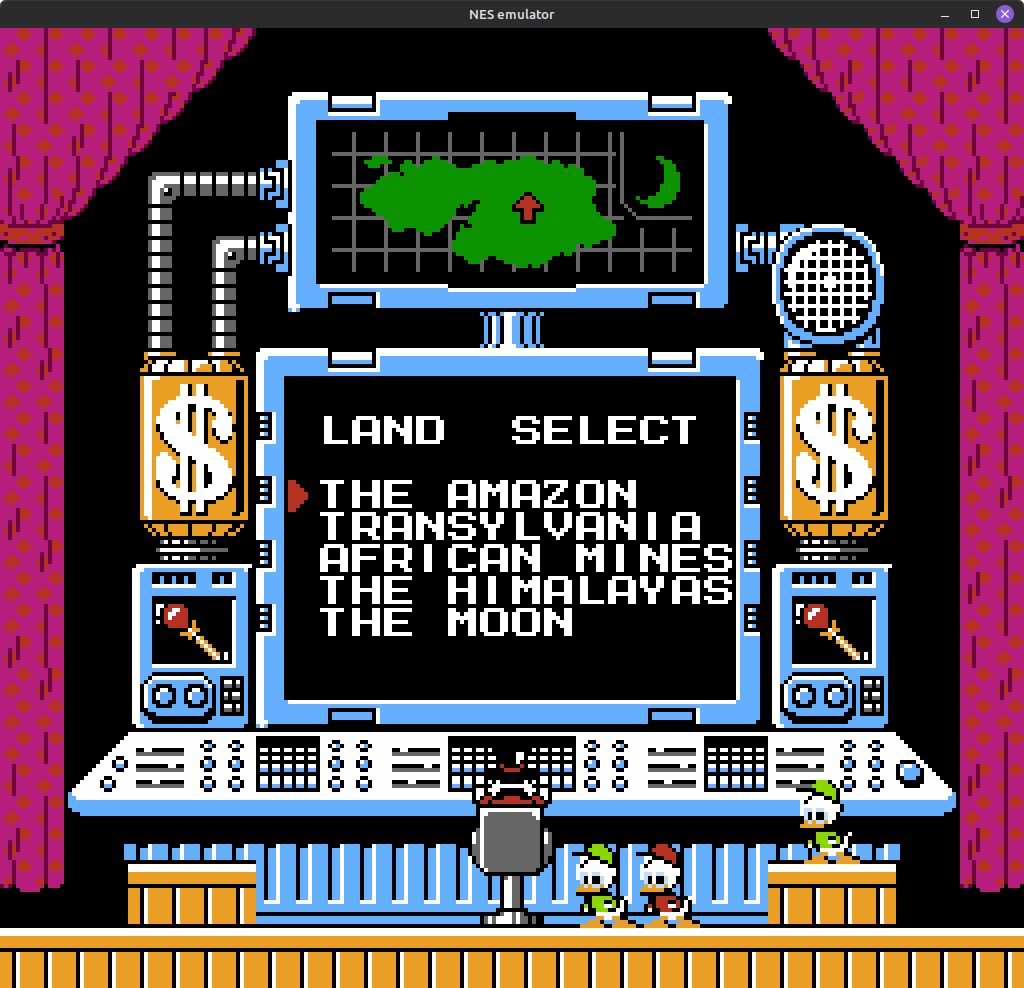 NES emulator
LAND SELECT
THE AMAZON
TRANSYLVANIA
AFRICAN MINES
THE HIMALAYAS
THE MOON
$ $